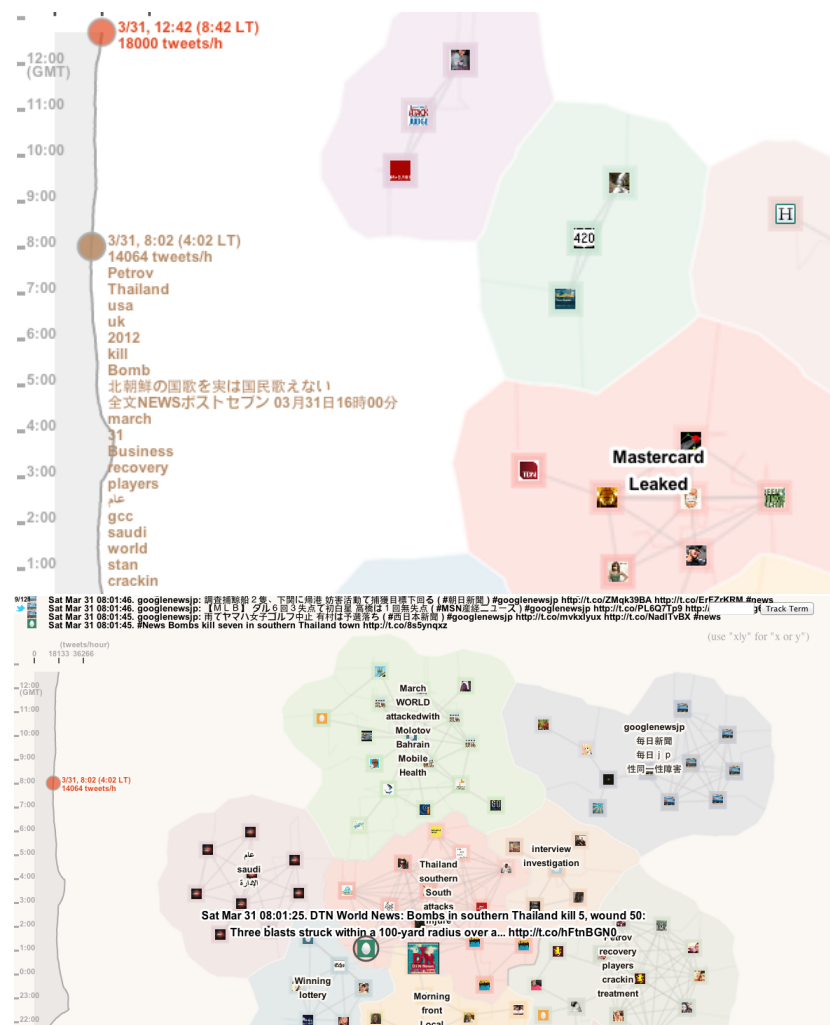 3/31, 12:42 (8:42 LT)
18000 tweets/h
12:00
(GMT)
11:00
10:00
9:00
8:00
7:00
6:00
5:00
4:00
3:00
2:00
1:00
3/31, 8:02 (4:02 LT)
14064 tweets/h
Petrov
Thailand
usa
uk
2012
kill
Bomb
北朝鮮の国歌を実は国民歌えない
全文NEWSポストセブン 03月31日16時00分
march
31
Business
recovery
players
عام
gcc
saudi
world
stan
crackin
420
H
TDN
Mastercard
Leaked
Sat Mar 31 08:01:46. googlenewsjp: 調査捕鯨船２隻、下関に帰港 妨害活動で捕獲目標下回る ( #朝日新聞 ) #googlenewsjp http://t.co/ZMqk39BA http://t.co/ErFZrKRM #news
Sat Mar 31 08:01:46. googlenewsjp: 【ＭＬＢ】 ダル６回３失点で初白星 高橋は１回無失点 ( #MSN産経ニュース ) #googlenewsjp http://t.co/PL6Q7Tp9 http:/
Track Term
Sat Mar 31 08:01:45. googlenewsjp: 雨でヤマハ女子ゴルフ中止 有村は予選落ち ( #西日本新聞 ) #googlenewsjp http://t.co/mvkxlyux http://t.co/NadITvBX #news
Sat Mar 31 08:01:45. #News Bombs kill seven in southern Thailand town http://t.co/8s5ynqxz
(use "x|y" for "x or y")
(tweets/hour)
0 18133 36266
12:00
(GMT)
11:00
10:00
9:00
8:00
7:00
6:00
5:00
4:00
3:00
2:00
1:00
0:00
23:00
22:00
3/31, 8:02 (4:02 LT)
14064 tweets/h
March
WORLD
attackedwith
Molotov
Bahrain
Mobile
Health
googlenewsjp
毎日新聞
毎日ｊｐ
性同一性障害
عام
saudi
الإدارة
Thailand
southern
South
attacks
interview
investigation
Sat Mar 31 08:01:25. DTN World News: Bombs in southern Thailand kill 5, wound 50:
Three blasts struck within a 100-yard radius over a... http://t.co/hFtnBGN0
Petrov
recovery
players
crackin
treatment
Winning
lottery
Morning
front
Local